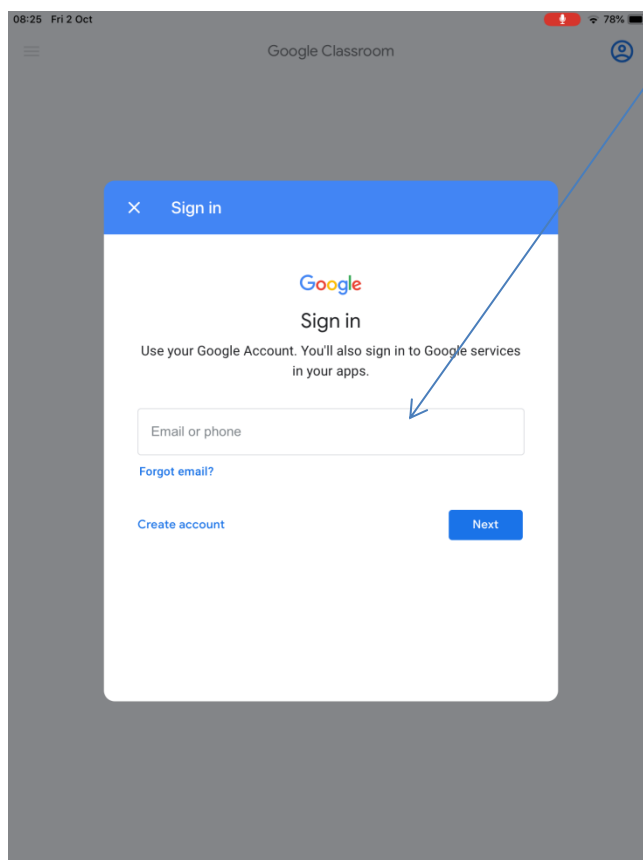 08:25 Fri 2 Oct
78%
Google Classroom
Sign in
Google
Sign in
Use your Google Account. You'll also sign in to Google services
in your apps.
Email or phone
Forgot email?
Create account
Next